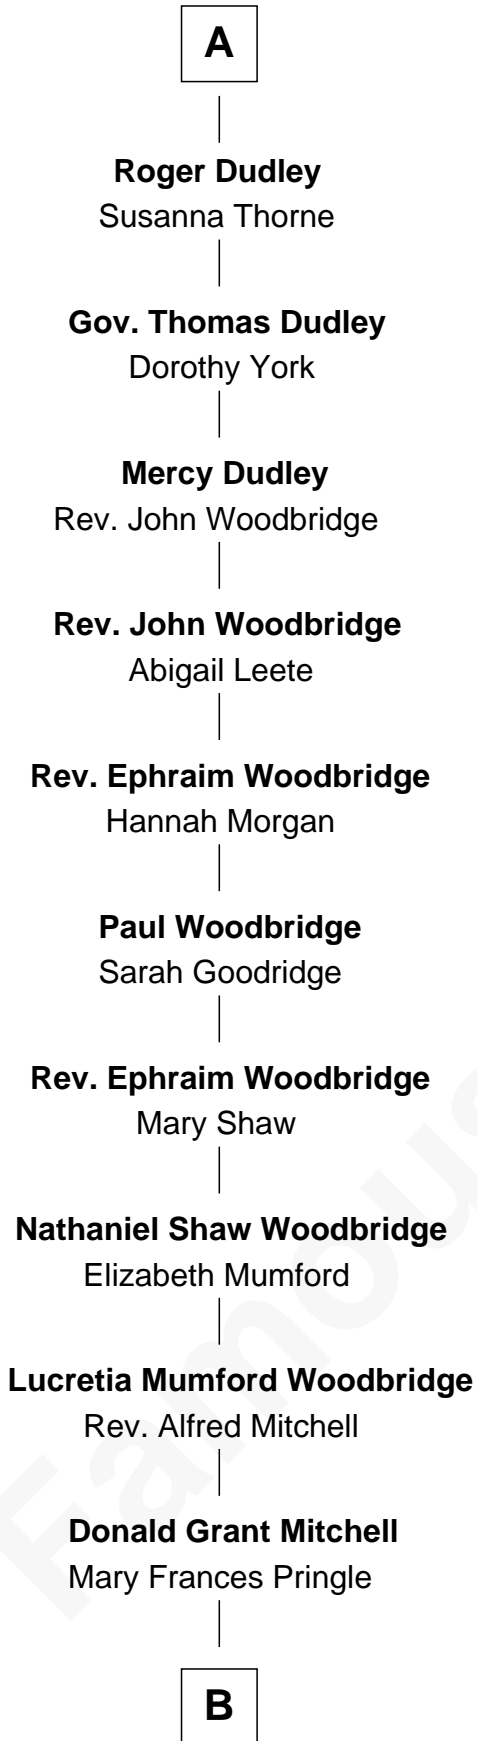 A
Roger Dudley
Susanna Thorne
Gov. Thomas Dudley
Dorothy York
Mercy Dudley
Rev. John Woodbridge
Rev. John Woodbridge
Abigail Leete
Rev. Ephraim Woodbridge
Hannah Morgan
Paul Woodbridge
Sarah Goodridge
Rev. Ephraim Woodbridge
Mary Shaw
Nathaniel Shaw Woodbridge
Elizabeth Mumford
Lucretia Mumford Woodbridge
Rev. Alfred Mitchell
Donald Grant Mitchell
Mary Frances Pringle
B
Famous